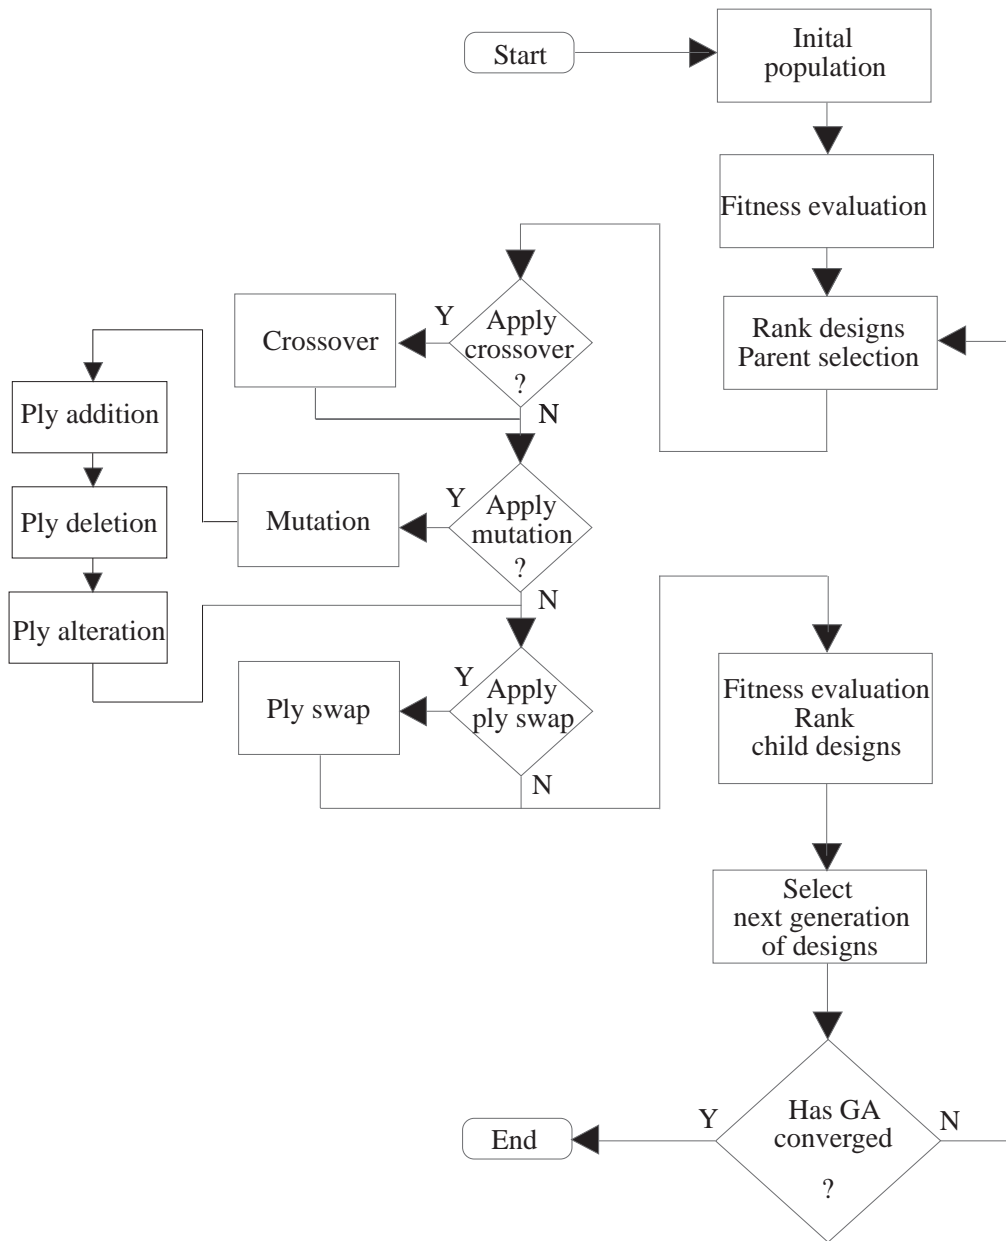 Start
Inital
population
Fitness evaluation
Rank designs
Parent selection
Apply
crossover
?
Y
N
Crossover
Apply
mutation
?
Y
N
Mutation
Ply addition
Ply deletion
Ply alteration
Apply
ply swap
Y
N
Ply swap
Fitness evaluation
Rank
child designs
Select
next generation
of designs
Has GA
converged
?
Y
N
End